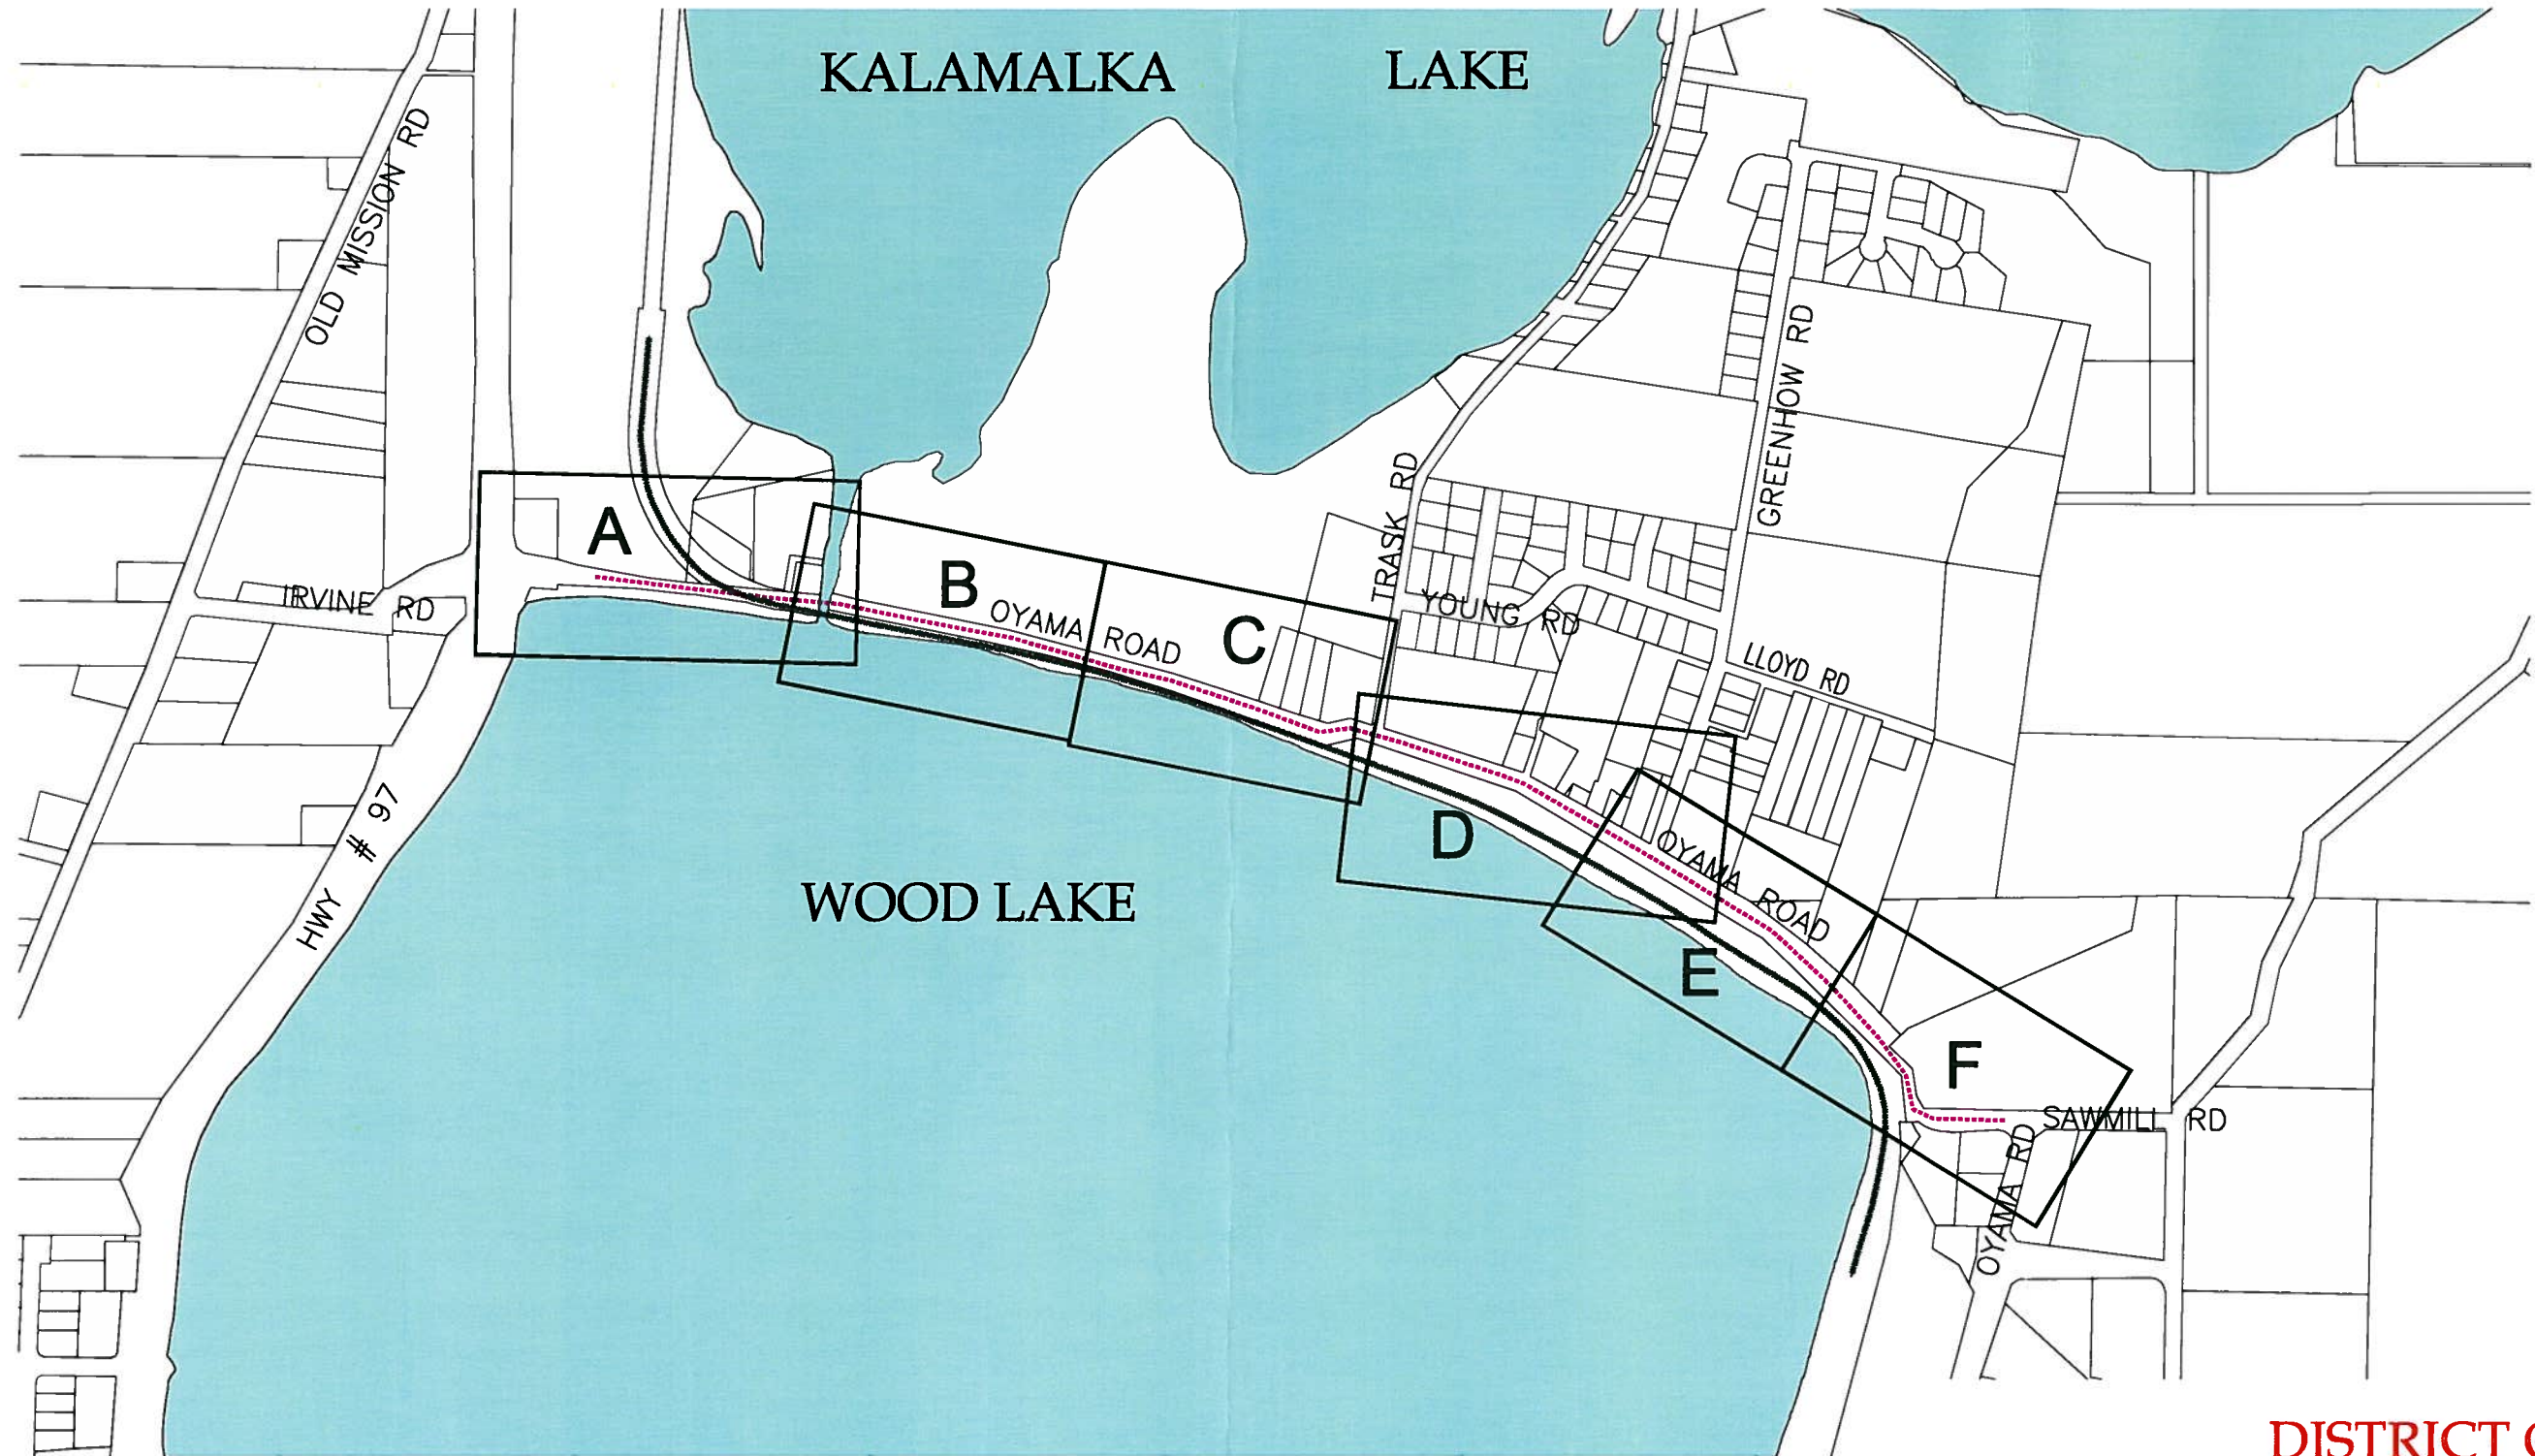 KALAMALKA LAKE
OLD MISSION RD
GREENHOW RD
TRASK RD
A
B
OYAMA ROAD
C
IRVINE RD
YOUNG RD
LLOYD RD
HWY # 97
D
OYAMA ROAD
WOOD LAKE
E
F
SAWMILL RD
OYAMA RD
DISTRICT